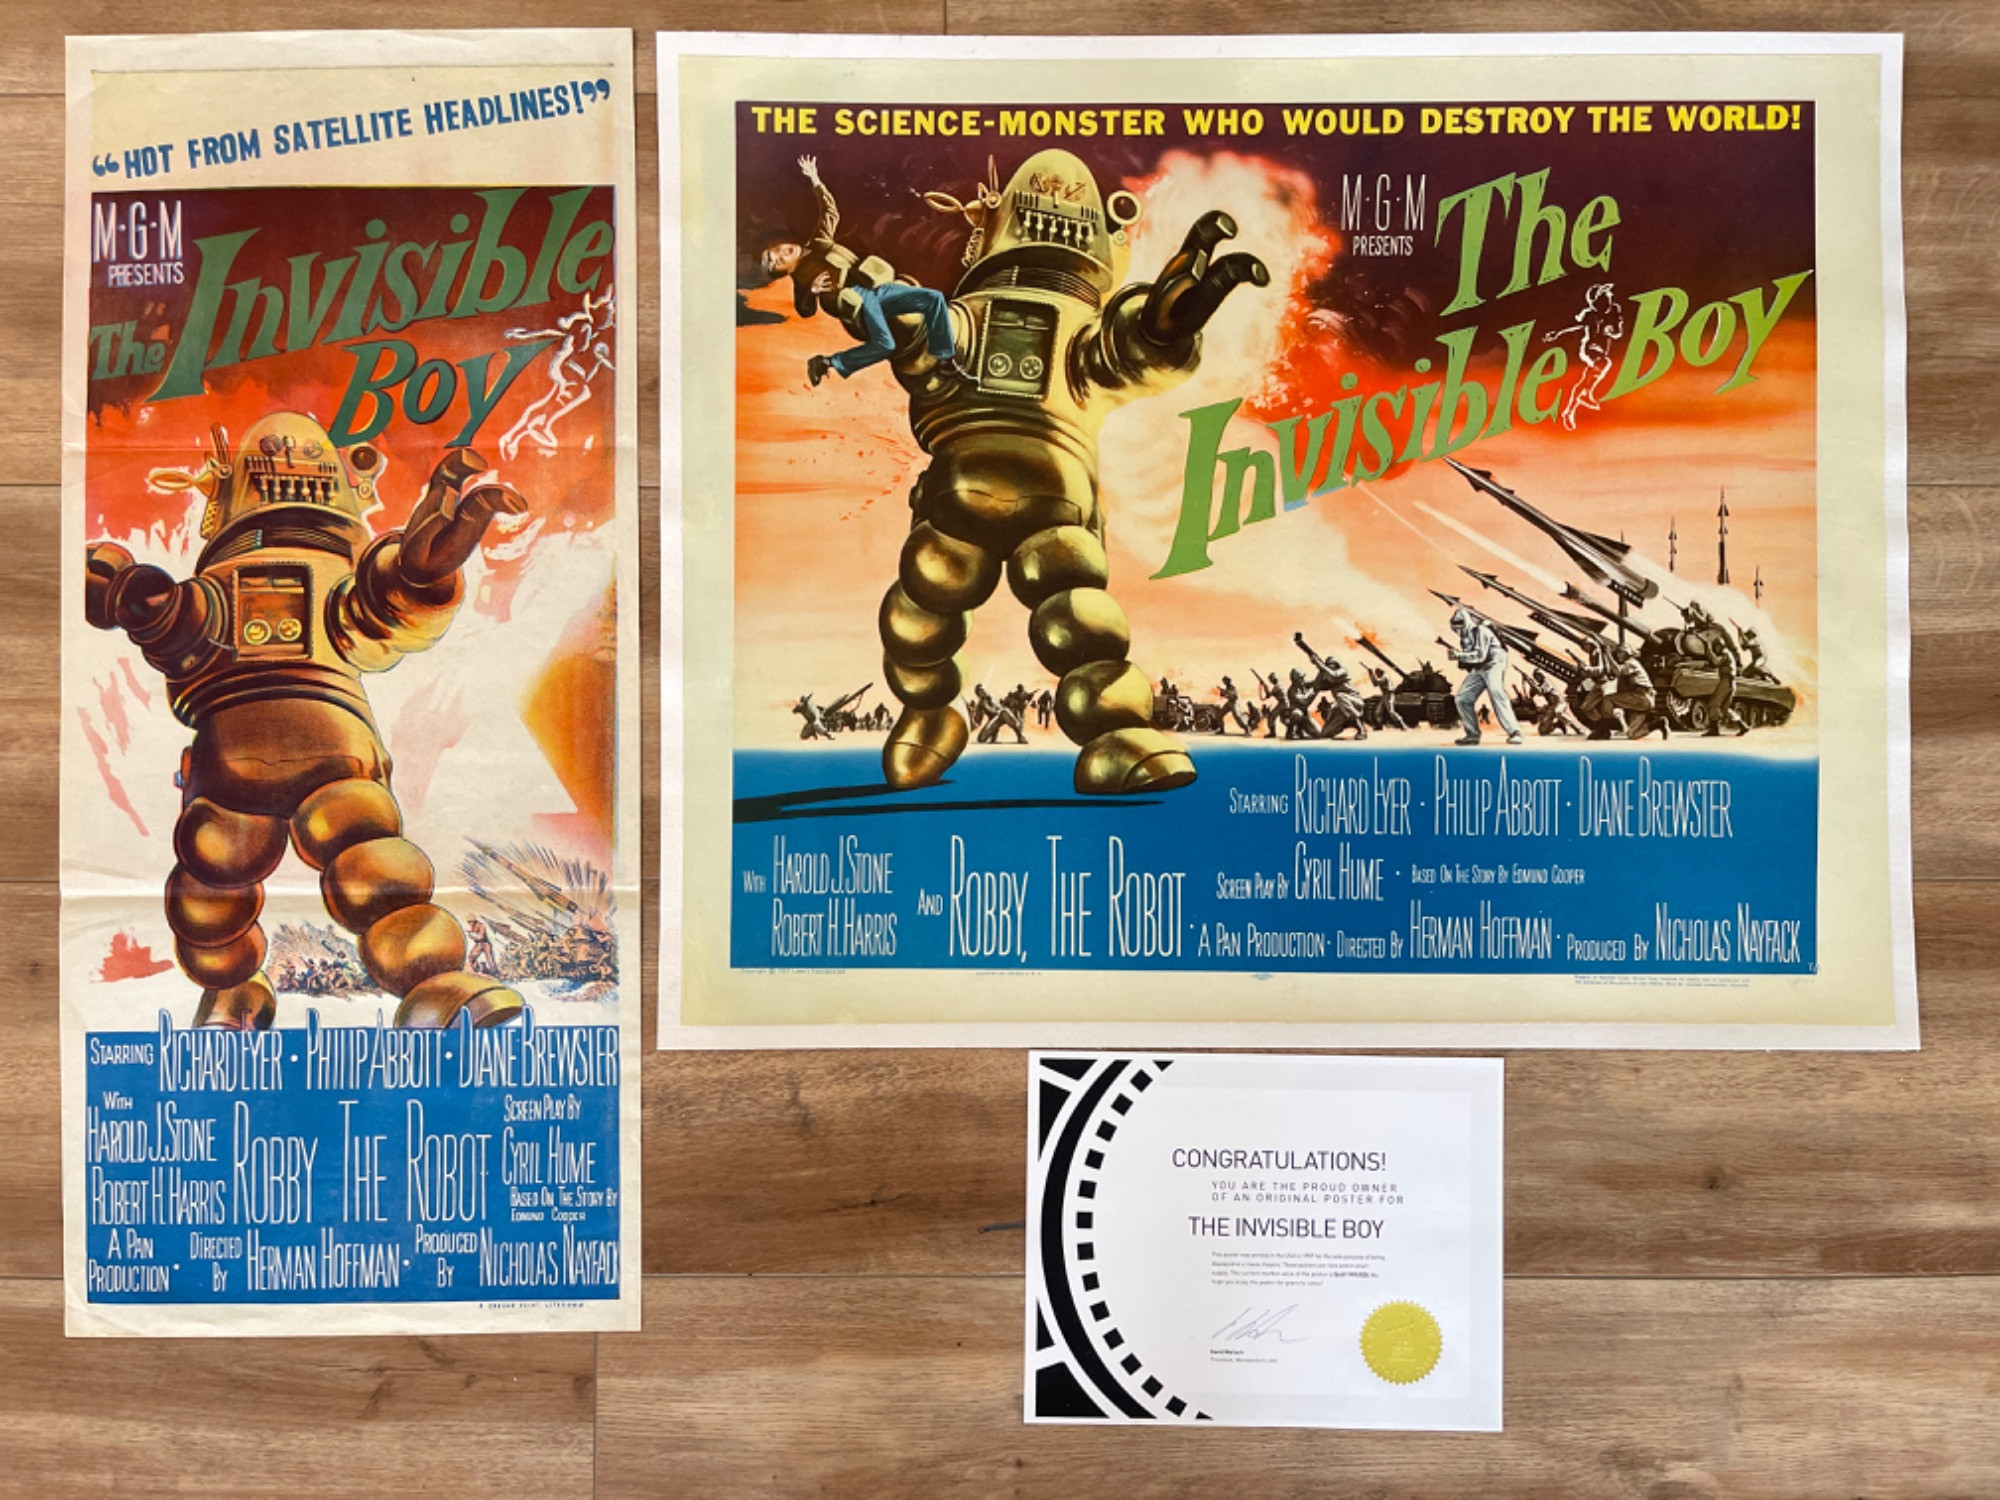 “HOT FROM SATELLITE HEADLINES!”
M·G·M
PRESENTS
The Invisible
Boy
STARRING RICHARD EYER · PHILIP ABBOTT · DIANE BREWSTER
WITH
HAROLD J. STONE
ROBERT H. HARRIS
ROBBY THE ROBOT
SCREEN PLAY BY
CYRIL HUME
BASED ON THE STORY BY
EDMUND COOPER
A PAN
PRODUCTION ·
DIRECTED
BY
HERMAN HOFFMAN ·
PRODUCED
BY
NICHOLAS NAYFACK
THE SCIENCE-MONSTER WHO WOULD DESTROY THE WORLD!
M·G·M
PRESENTS
The
Invisible Boy
STARRING RICHARD EYER · PHILIP ABBOTT · DIANE BREWSTER
WITH HAROLD J. STONE
ROBERT H. HARRIS
AND ROBBY, THE ROBOT ·
SCREEN PLAY BY CYRIL HUME · BASED ON THE STORY BY EDMUND COOPER
A PAN PRODUCTION · DIRECTED BY HERMAN HOFFMAN · PRODUCED BY NICHOLAS NAYFACK
CONGRATULATIONS!
YOU ARE THE PROUD OWNER
OF AN ORIGINAL POSTER FOR
THE INVISIBLE BOY